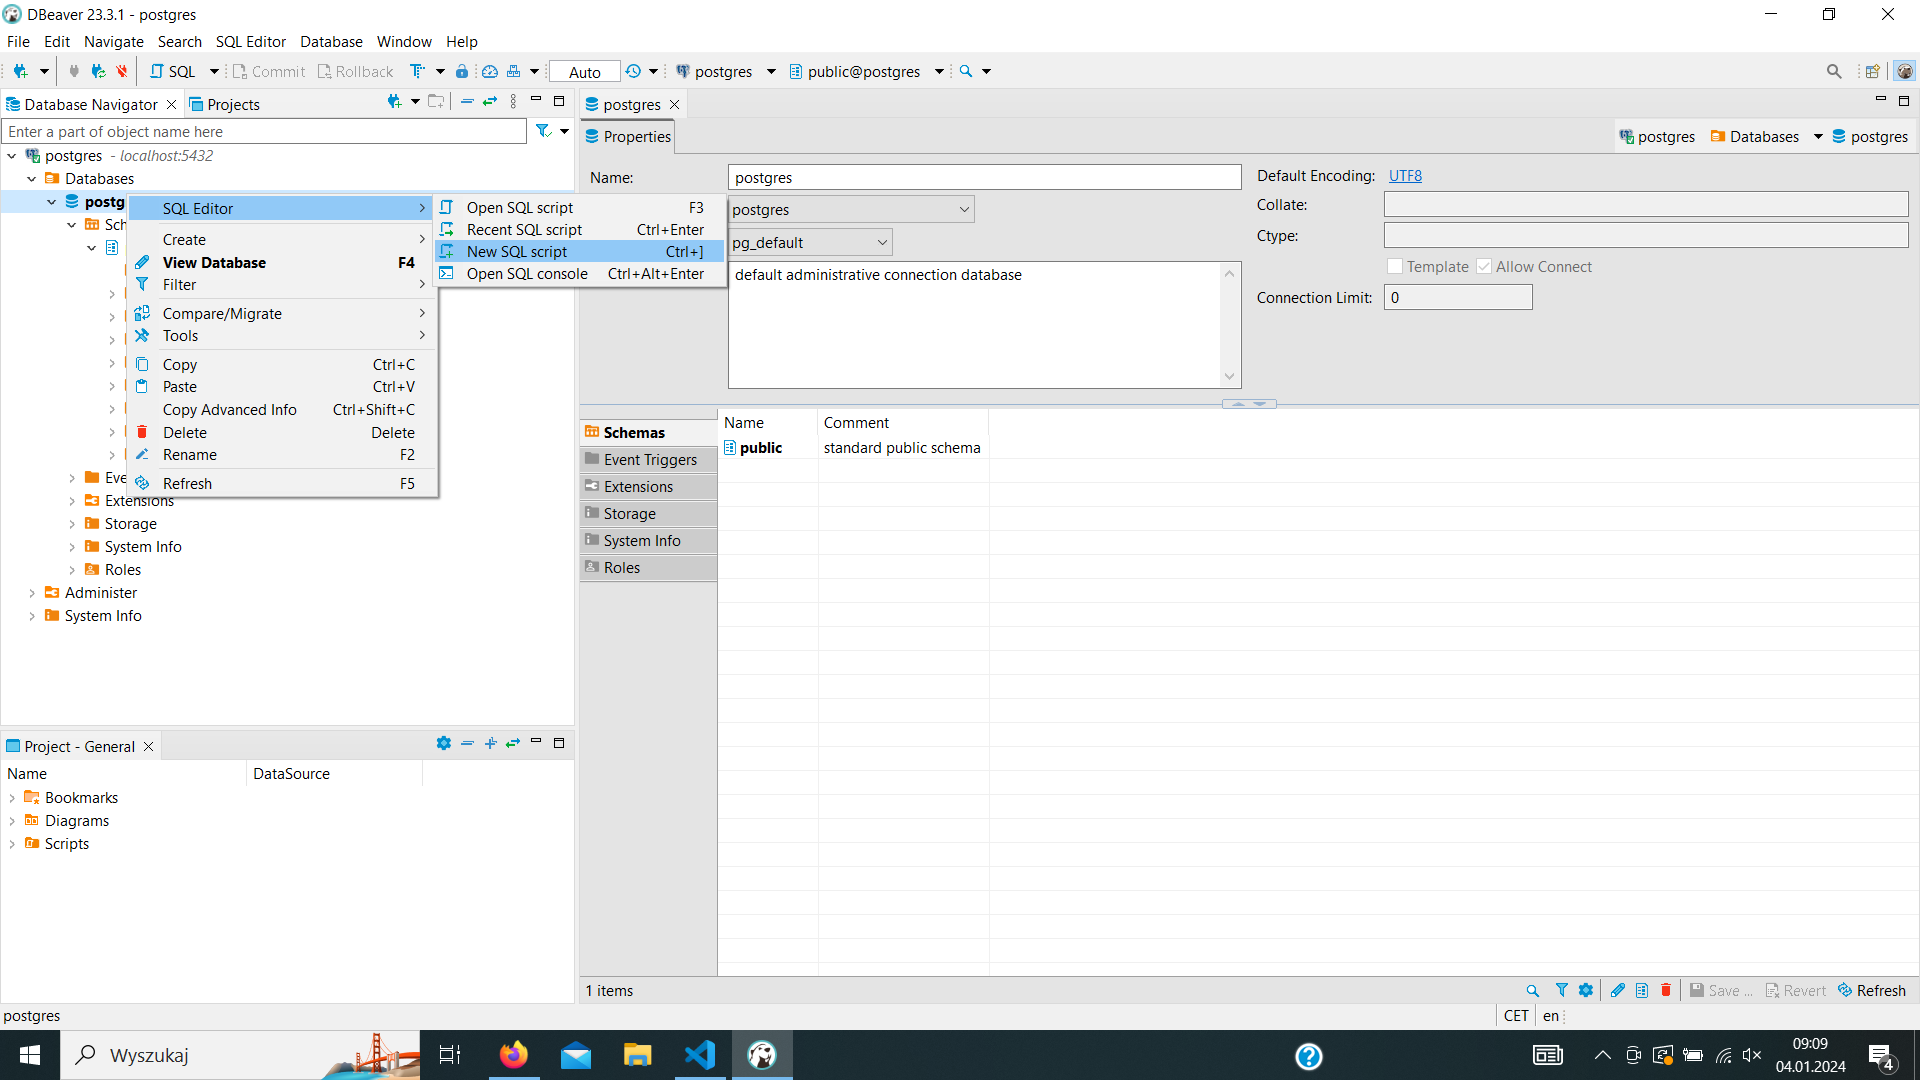 DBeaver 23.3.1 - postgres
File Edit Navigate Search SQL Editor Database Window Help
SQL Commit Rollback Auto postgres public@postgres
Database Navigator Projects
Enter a part of object name here
postgres - localhost:5432
Databases
postg
Sch
Eve
Extensions
Storage
System Info
Roles
Administer
System Info
SQL Editor
Create
View Database F4
Filter
Compare/Migrate
Tools
Copy Ctrl+C
Paste Ctrl+V
Copy Advanced Info Ctrl+Shift+C
Delete Delete
Rename F2
Refresh F5
Open SQL script F3
Recent SQL script Ctrl+Enter
New SQL script Ctrl+]
Open SQL console Ctrl+Alt+Enter
postgres
Properties
postgres Databases postgres
Name: postgres
postgres
pg_default
default administrative connection database
Default Encoding: UTF8
Collate:
Ctype:
Template Allow Connect
Connection Limit: 0
Schemas
Event Triggers
Extensions
Storage
System Info
Roles
Name Comment
public standard public schema
1 items
Save ... Revert Refresh
Project - General
Name DataSource
Bookmarks
Diagrams
Scripts
postgres
CET en
Wyszukaj
09:09
04.01.2024
4